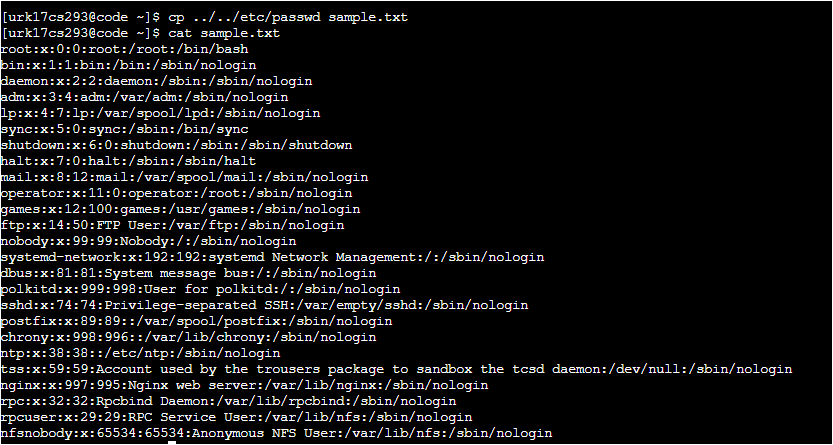 [urk17cs293@code ~]$ cp ../../etc/passwd sample.txt
[urk17cs293@code ~]$ cat sample.txt
root:x:0:0:root:/root:/bin/bash
bin:x:1:1:bin:/bin:/sbin/nologin
daemon:x:2:2:daemon:/sbin:/sbin/nologin
adm:x:3:4:adm:/var/adm:/sbin/nologin
lp:x:4:7:lp:/var/spool/lpd:/sbin/nologin
sync:x:5:0:sync:/sbin:/bin/sync
shutdown:x:6:0:shutdown:/sbin:/sbin/shutdown
halt:x:7:0:halt:/sbin:/sbin/halt
mail:x:8:12:mail:/var/spool/mail:/sbin/nologin
operator:x:11:0:operator:/root:/sbin/nologin
games:x:12:100:games:/usr/games:/sbin/nologin
ftp:x:14:50:FTP User:/var/ftp:/sbin/nologin
nobody:x:99:99:Nobody:/:/sbin/nologin
systemd-network:x:192:192:systemd Network Management:/:/sbin/nologin
dbus:x:81:81:System message bus:/:/sbin/nologin
polkitd:x:999:998:User for polkitd:/:/sbin/nologin
sshd:x:74:74:Privilege-separated SSH:/var/empty/sshd:/sbin/nologin
postfix:x:89:89::/var/spool/postfix:/sbin/nologin
chrony:x:998:996::/var/lib/chrony:/sbin/nologin
ntp:x:38:38::/etc/ntp:/sbin/nologin
tss:x:59:59:Account used by the trousers package to sandbox the tcsd daemon:/dev/null:/sbin/nologin
nginx:x:997:995:Nginx web server:/var/lib/nginx:/sbin/nologin
rpc:x:32:32:Rpcbind Daemon:/var/lib/rpcbind:/sbin/nologin
rpcuser:x:29:29:RPC Service User:/var/lib/nfs:/sbin/nologin
nfsnobody:x:65534:65534:Anonymous NFS User:/var/lib/nfs:/sbin/nologin